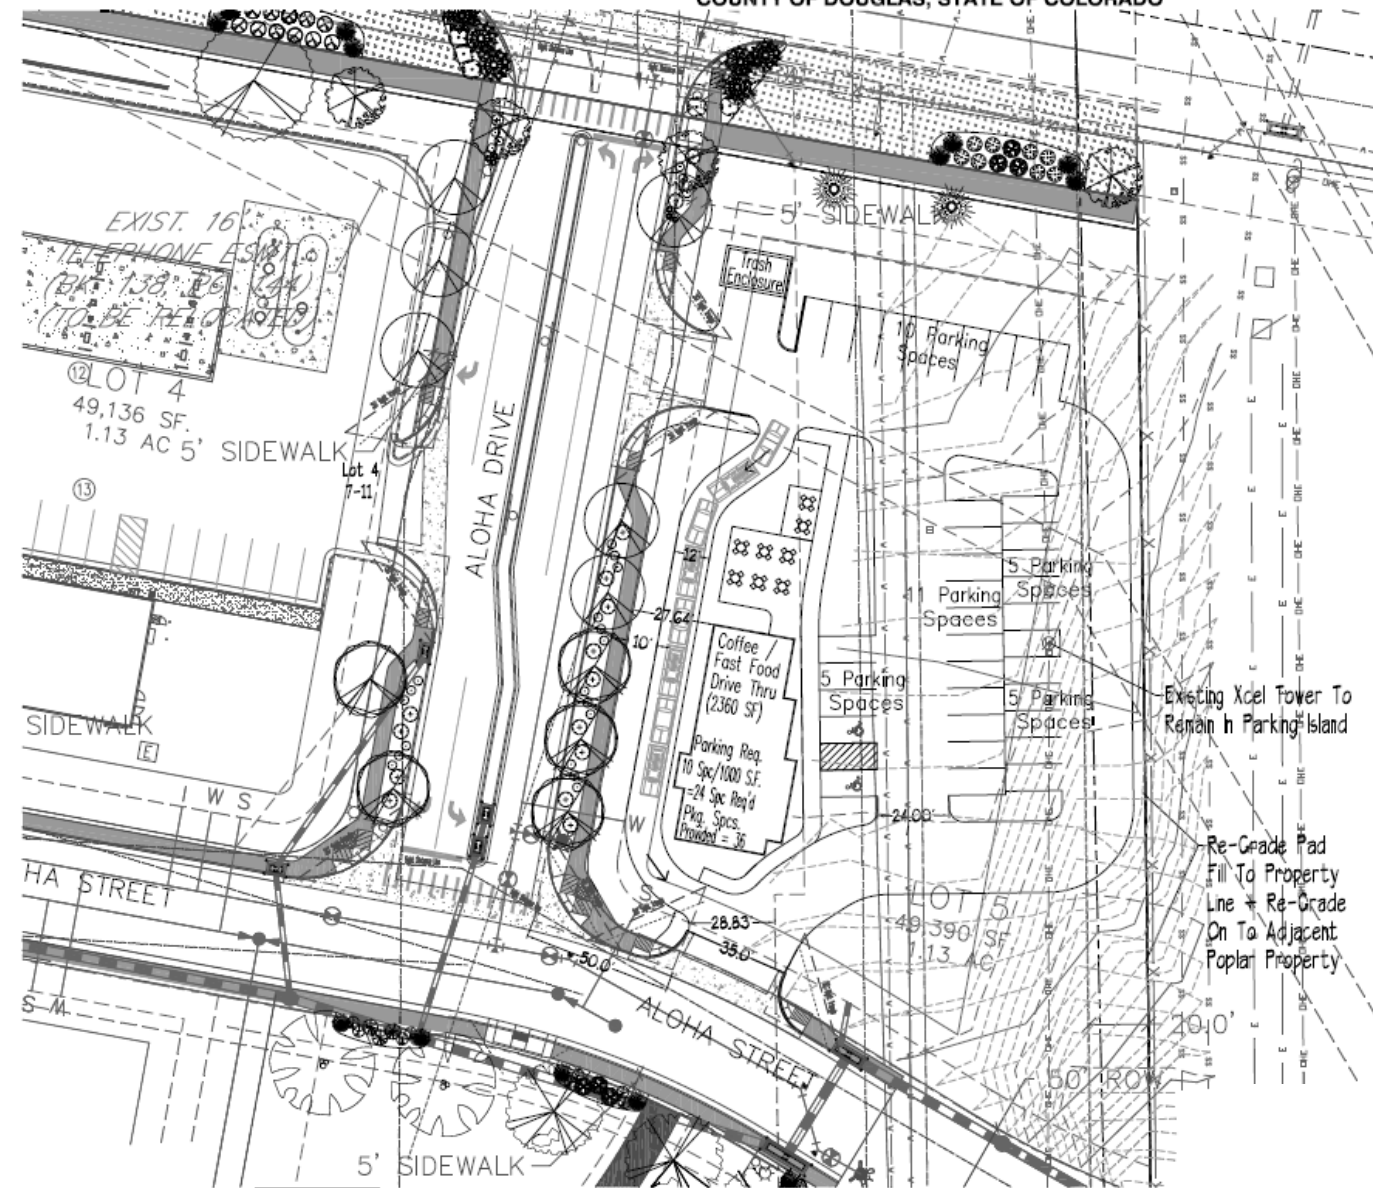 COUNTY OF DOUGLAS, STATE OF COLORADO
EXIST. 16'
TELEPHONE ESMT
(TO BE RELOCATED)
12
LOT 4
49,136 SF.
1.13 AC
5' SIDEWALK
Lot 4
7-11
13
ALOHA DRIVE
5' SIDEWALK
Trash
Enclosure
10 Parking
Spaces
12'
27.64'
10'
Coffee /
Fast Food
Drive Thru
(2360 SF)
Parking Req.
10 Spc/1000 S.F.
=24 Spc Req'd
Pkg. Spcs.
Provided = 36
5 Parking
Spaces
11 Parking
Spaces
5 Parking
Spaces
5 Parking
Spaces
Existing Xcel Tower To
Remain In Parking Island
24.00'
Re-Grade Pad
Fill To Property
Line + Re-Grade
On To Adjacent
Poplar Property
LOT 5
49,390 SF
1.13 AC
SIDEWALK
E
W S
W
S
HA STREET
28.83
35.0'
50.0
ALOHA STREET
S M
20.0'
50' ROW
5' SIDEWALK